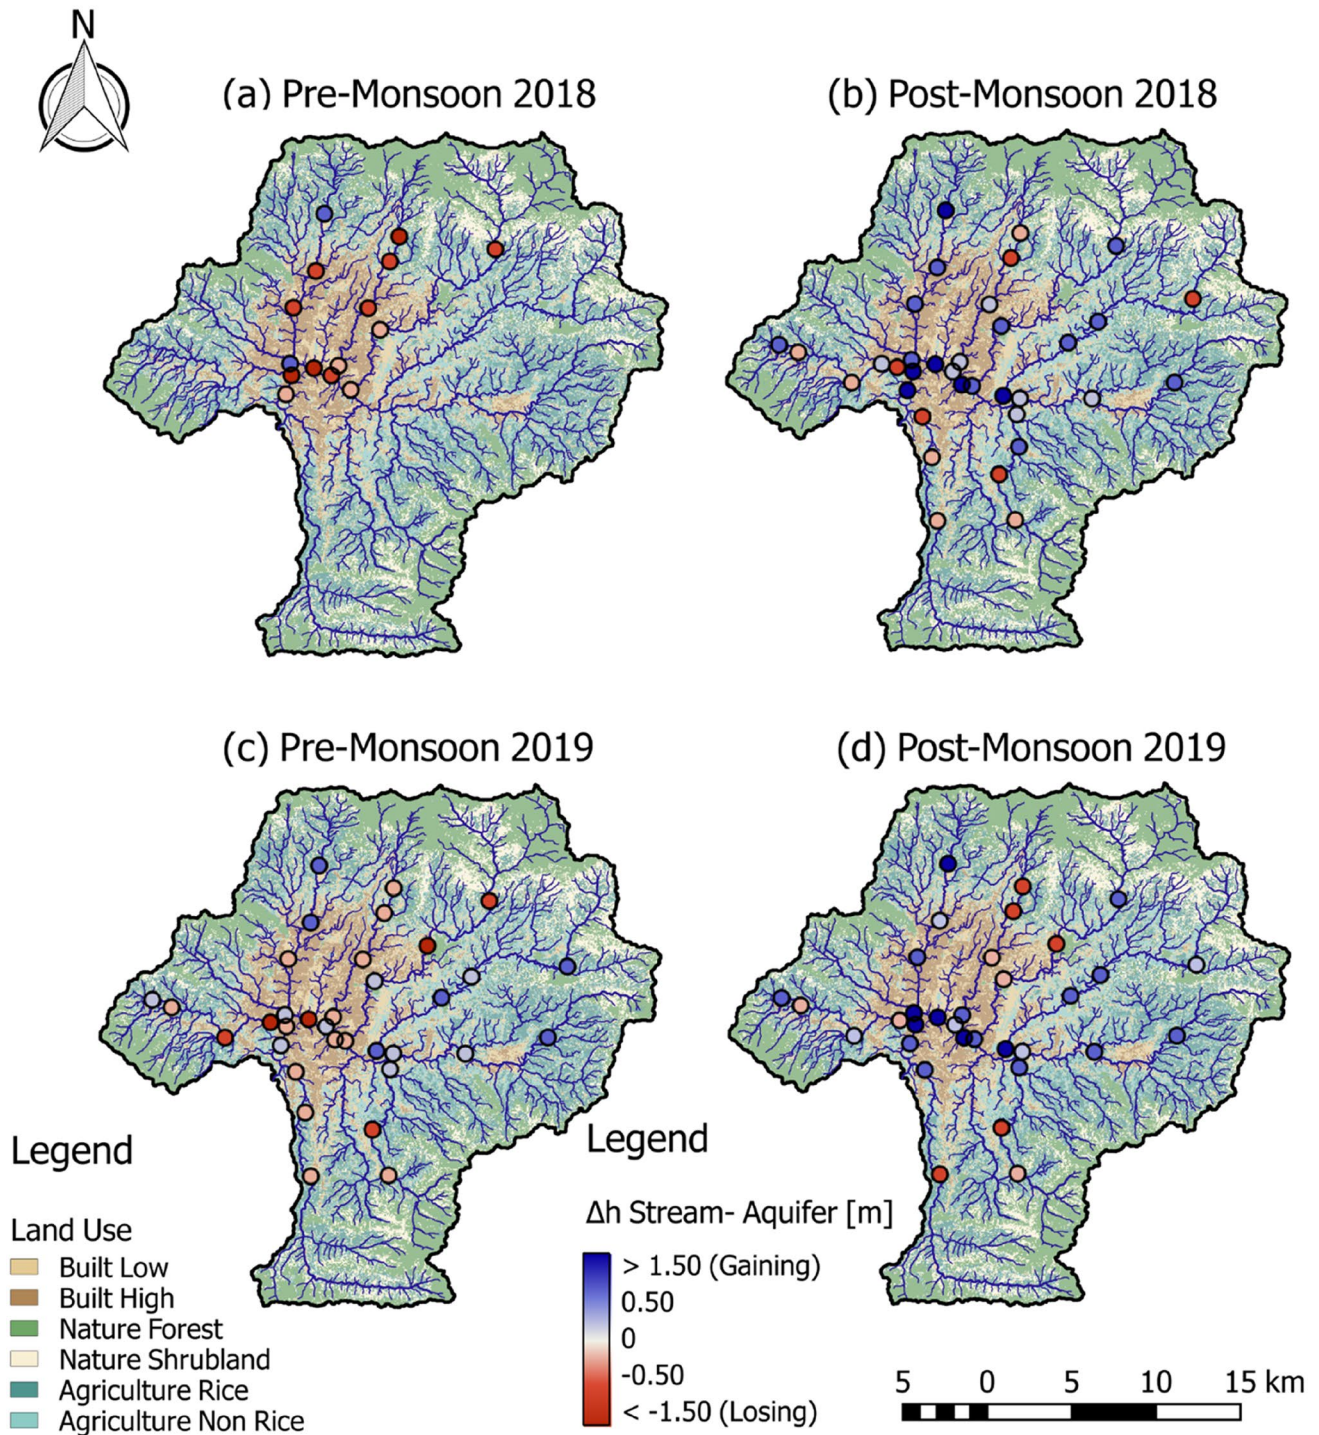 N
(a) Pre-Monsoon 2018
(b) Post-Monsoon 2018
(c) Pre-Monsoon 2019
(d) Post-Monsoon 2019
Legend
Land Use
Built Low
Built High
Nature Forest
Nature Shrubland
Agriculture Rice
Agriculture Non Rice
Legend
Δh Stream- Aquifer [m]
> 1.50 (Gaining)
0.50
0
-0.50
< -1.50 (Losing)
5 0 5 10 15 km